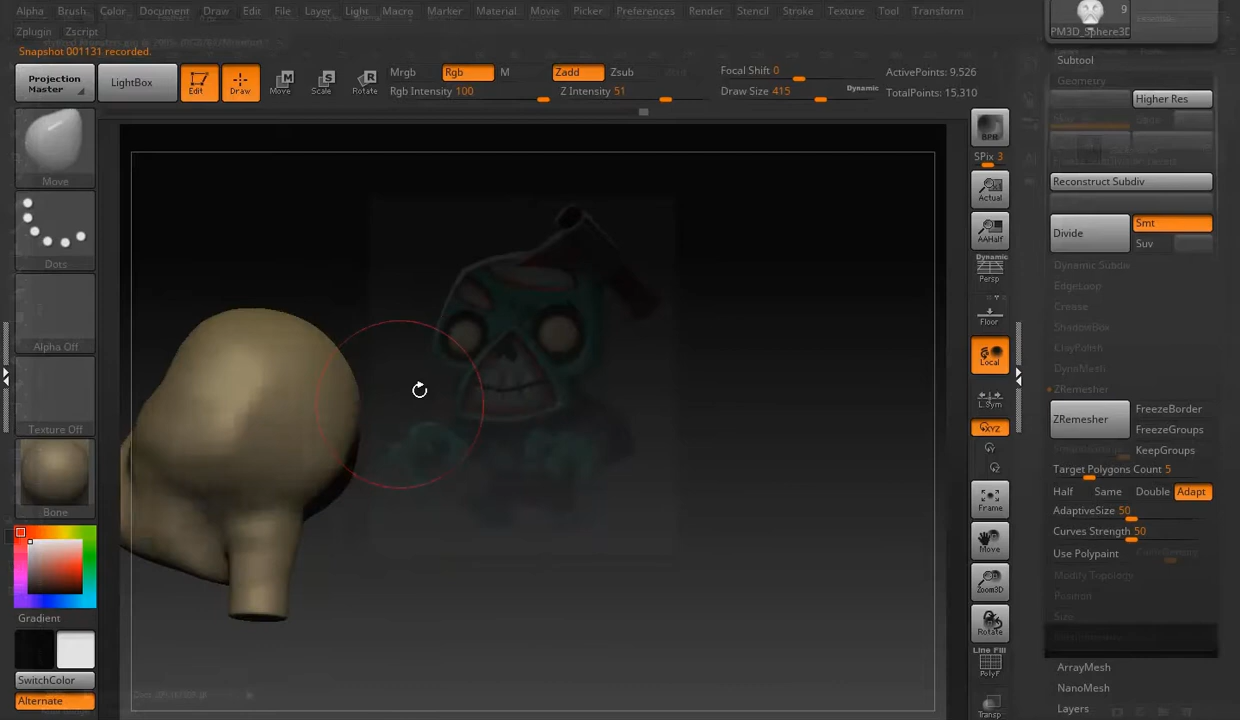 Alpha Brush Color Document Draw Edit File Layer Light Macro Marker Material Movie Picker Preferences Render Stencil Stroke Texture Tool Transform
Zplugin Zscript
Snapshot 001131 recorded.
Projection Master
LightBox
Edit
Draw
Move
Scale
Rotate
Mrgb Rgb M
Rgb Intensity 100
Zadd Zsub
Z Intensity 51
Focal Shift 0
Draw Size 415
Dynamic
ActivePoints: 9,526
TotalPoints: 15.310
Move
Dots
Alpha Off
Texture Off
Bone
Gradient
SwitchColor
Alternate
BPR
SPix 3
Actual
AAHalf
Dynamic
Persp
Floor
Local
L.Sym
XYZ
Frame
Move
Zoom3D
Rotate
Line Fill
PolyF
Transp
9
PM3D_Sphere3D
Subtool
Geometry
Higher Res
Reconstruct Subdiv
Divide
Smt
Suv
Dynamic Subdiv
EdgeLoop
Crease
ShadowBox
ClayPolish
DynaMesh
ZRemesher
ZRemesher
FreezeBorder
FreezeGroups
KeepGroups
Target Polygons Count 5
Half Same Double Adapt
AdaptiveSize 50
Curves Strength 50
Use Polypaint
Modify Topology
Position
Size
ArrayMesh
NanoMesh
Layers